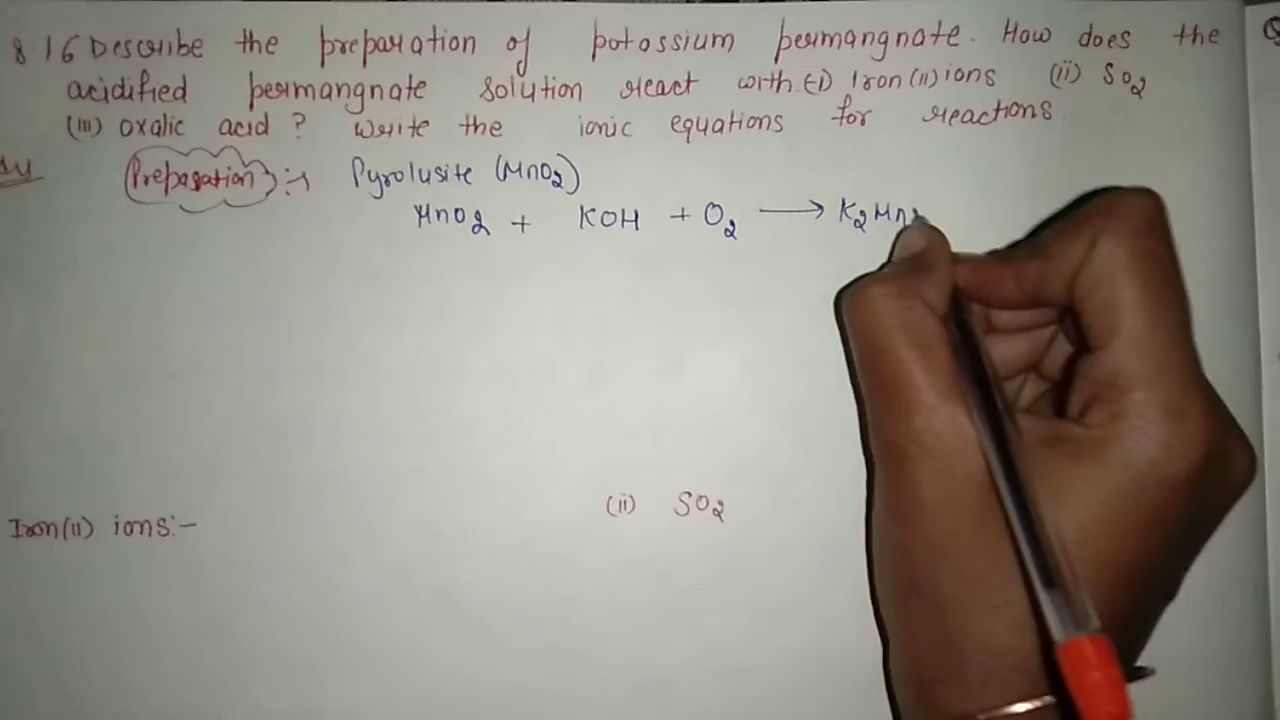 8 16 Describe the preparation of potassium permangnate. How does the
acidified permangnate solution react with (i) Iron (II) ions (ii) SO2
(III) oxalic acid ? Write the ionic equations for reactions.
Preparation :→ Pyrolusite (MnO2)
MnO2 + KOH + O2 → K2Mn
Iron(II) ions:-
(ii) SO2